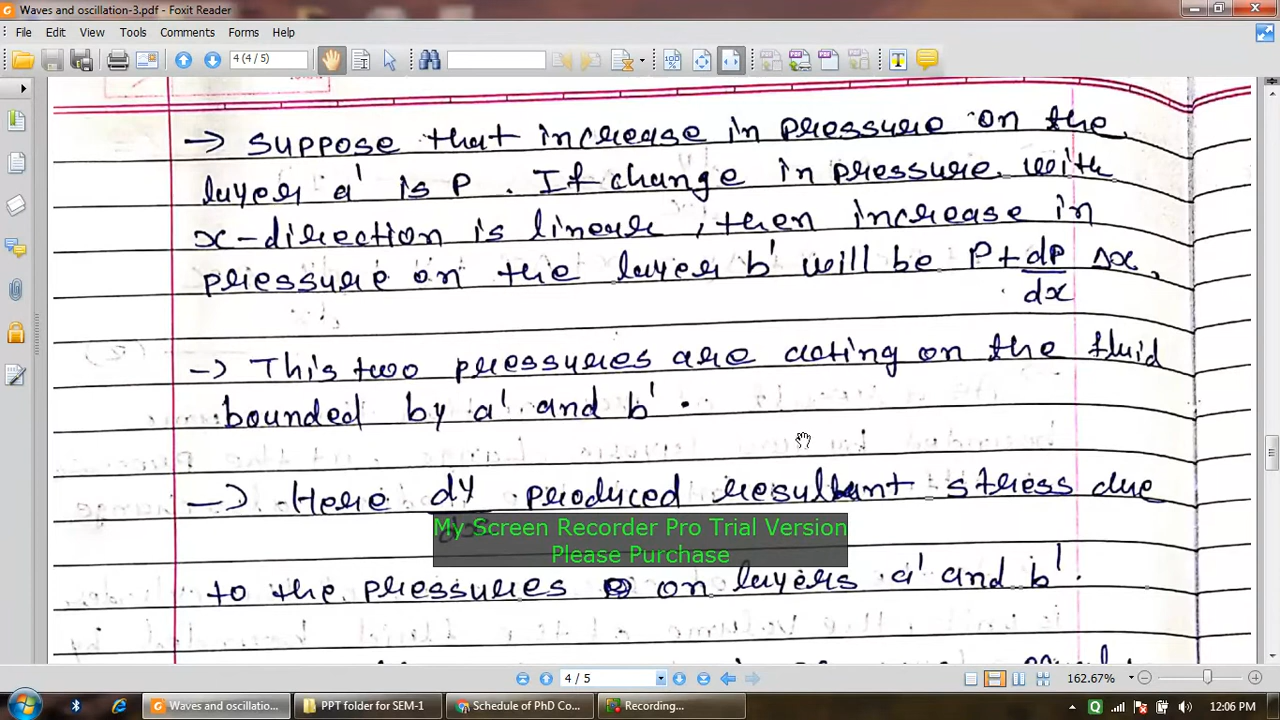 Waves and oscillation-3.pdf - Foxit Reader
File Edit View Tools Comments Forms Help
4 (4 / 5)
→ Suppose that increase in pressure on the
layer a' is P. If change in pressure with
x-direction is linear, then increase in
pressure on the layer b' will be P + dP/dx Δx.
→ This two pressures are acting on the fluid
bounded by a' and b'.
→ Here dy produced resultant stress due
My Screen Recorder Pro Trial Version
Please Purchase
to the pressures on layers a' and b'.
4 / 5
162.67%
Waves and oscillatio...
PPT folder for SEM-1
Schedule of PhD Co...
Recording...
12:06 PM